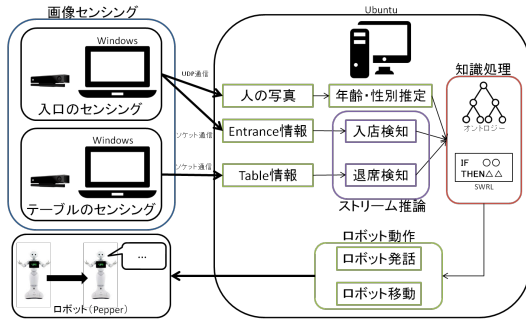 画像センシング
Windows
入口のセンシング
Windows
テーブルのセンシング
UDP通信
ソケット通信
ソケット通信
Ubuntu
人の写真
年齢・性別推定
Entrance情報
入店検知
Table情報
退席検知
ストリーム推論
知識処理
オントロジー
IF ○○
THEN△△
SWRL
ロボット動作
ロボット発話
ロボット移動
...
ロボット(Pepper)